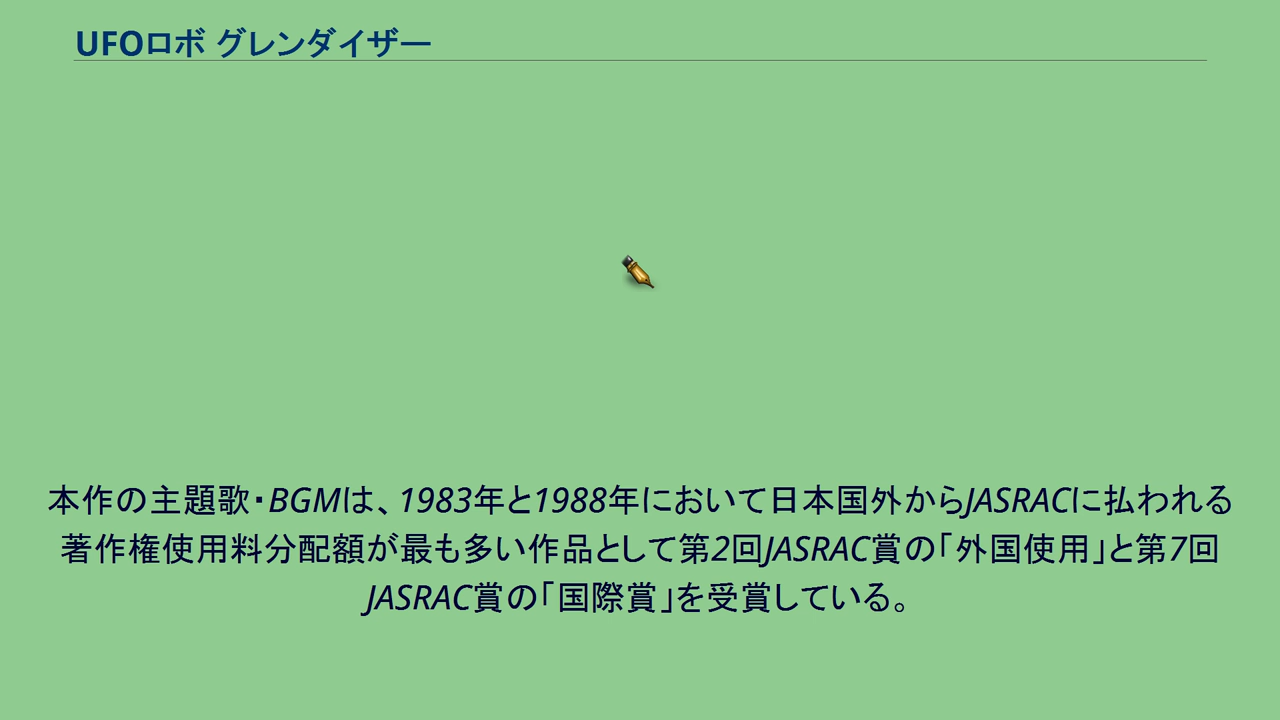 UFOロボ グレンダイザー
本作の主題歌・BGMは、1983年と1988年において日本国外からJASRACに払われる
著作権使用料分配額が最も多い作品として第2回JASRAC賞の「外国使用」と第7回
JASRAC賞の「国際賞」を受賞している。